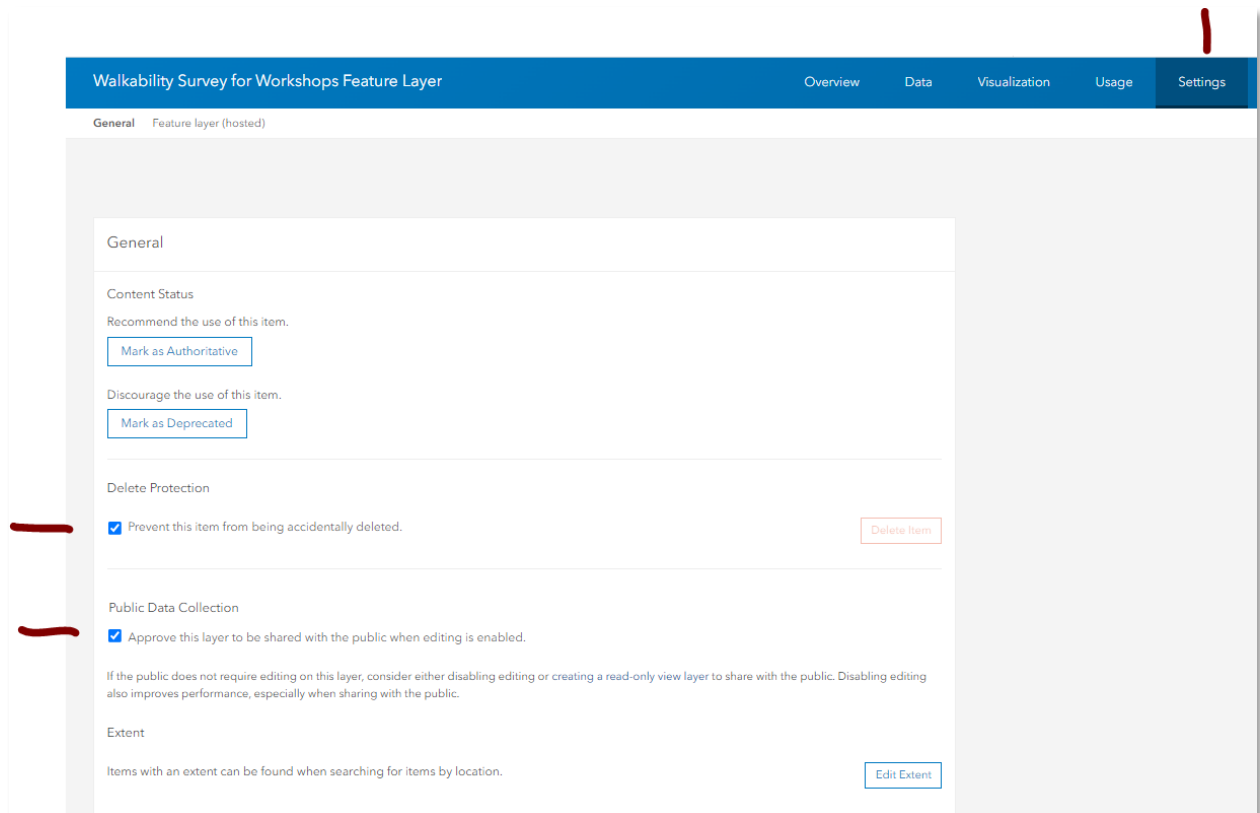 Walkability Survey for Workshops Feature Layer Overview Data Visualization Usage Settings
General Feature layer (hosted)
General
Content Status
Recommend the use of this item.
Mark as Authoritative
Discourage the use of this item.
Mark as Deprecated
Delete Protection
Prevent this item from being accidentally deleted. Delete Item
Public Data Collection
Approve this layer to be shared with the public when editing is enabled.
If the public does not require editing on this layer, consider either disabling editing or creating a read-only view layer to share with the public. Disabling editing
also improves performance, especially when sharing with the public.
Extent
Items with an extent can be found when searching for items by location. Edit Extent